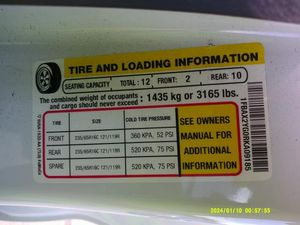 TIRE AND LOADING INFORMATION
SEATING CAPACITY TOTAL: 12 FRONT: 2 REAR: 10
The combined weight of occupants and cargo should never exceed: 1435 kg or 3165 lbs.
TIRE SIZE COLD TIRE PRESSURE
FRONT 235/65R16C 121/119R 360 KPA, 52 PSI
REAR 235/65R16C 121/119R 520 KPA, 75 PSI
SPARE 235/65R16C 121/119R 520 KPA, 75 PSI
SEE OWNERS
MANUAL FOR
ADDITIONAL
INFORMATION
2024/01/10 00:57:55